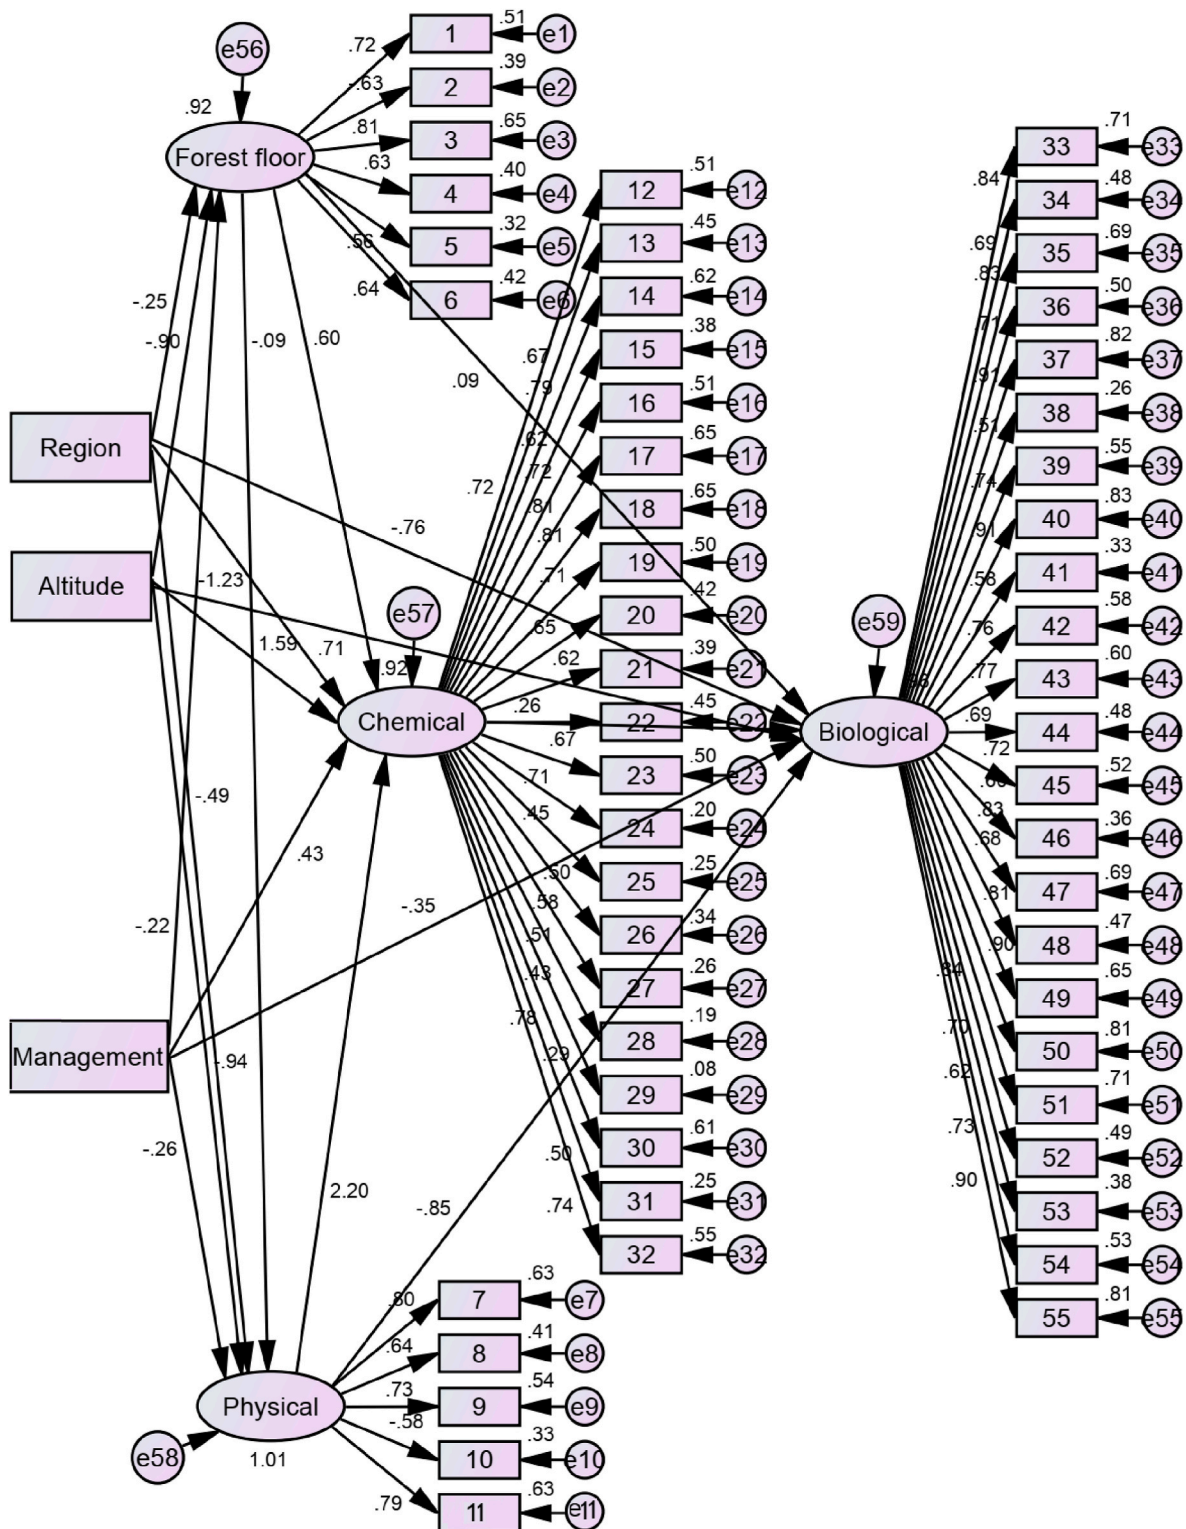 .51
1
e1
e56
.72
.39
-.63
2
e2
.92
.81
.65
3
e3
Forest floor
.63
.40
4
e4
.32
5
e5
.56
.64
.42
6
e6
-.25
-.90
-.09
.60
.09
Region
Altitude
Management
-.76
-1.23
1.59
.71
e57
.92
Chemical
-.49
.43
-.22
-.35
-.94
-.26
2.20
-.85
.51
12
e12
.45
13
e13
.62
14
e14
.38
15
e15
.51
16
e16
.65
17
e17
.65
18
e18
.50
19
e19
.42
20
e20
.39
21
e21
.45
22
e22
.50
23
e23
.20
24
e24
.25
25
e25
.34
26
e26
.26
27
e27
.19
28
e28
.08
29
e29
.61
30
e30
.25
31
e31
.55
32
e32
.67
.79
.62
.72
.72
.81
.81
.71
.65
.62
.26
.67
.71
.45
.50
.58
.51
.43
.78
.29
.50
.74
e59
Biological
.71
33
e33
.48
34
e34
.69
35
e35
.50
36
e36
.82
37
e37
.26
38
e38
.55
39
e39
.83
40
e40
.33
41
e41
.58
42
e42
.60
43
e43
.48
44
e44
.52
45
e45
.36
46
e46
.69
47
e47
.47
48
e48
.65
49
e49
.81
50
e50
.71
51
e51
.49
52
e52
.38
53
e53
.53
54
e54
.81
55
e55
.84
.69
.83
.71
.91
.51
.74
.91
.58
.76
.77
.69
.72
.83
.68
.81
.90
.84
.70
.62
.73
.90
.63
.80
7
e7
.41
.64
8
e8
.54
.73
9
e9
Physical
-.58
.33
10
e10
e58
1.01
.63
.79
11
e11